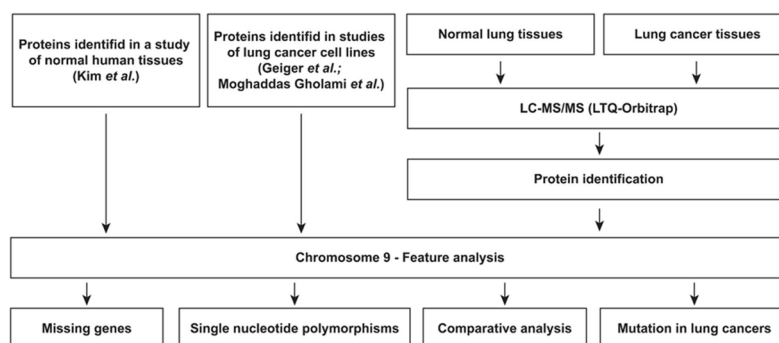 Proteins identifid in a study
of normal human tissues
(Kim et al.)
Proteins identifid in studies
of lung cancer cell lines
(Geiger et al.;
Moghaddas Gholami et al.)
Normal lung tissues
Lung cancer tissues
LC-MS/MS (LTQ-Orbitrap)
Protein identification
Chromosome 9 - Feature analysis
Missing genes
Single nucleotide polymorphisms
Comparative analysis
Mutation in lung cancers